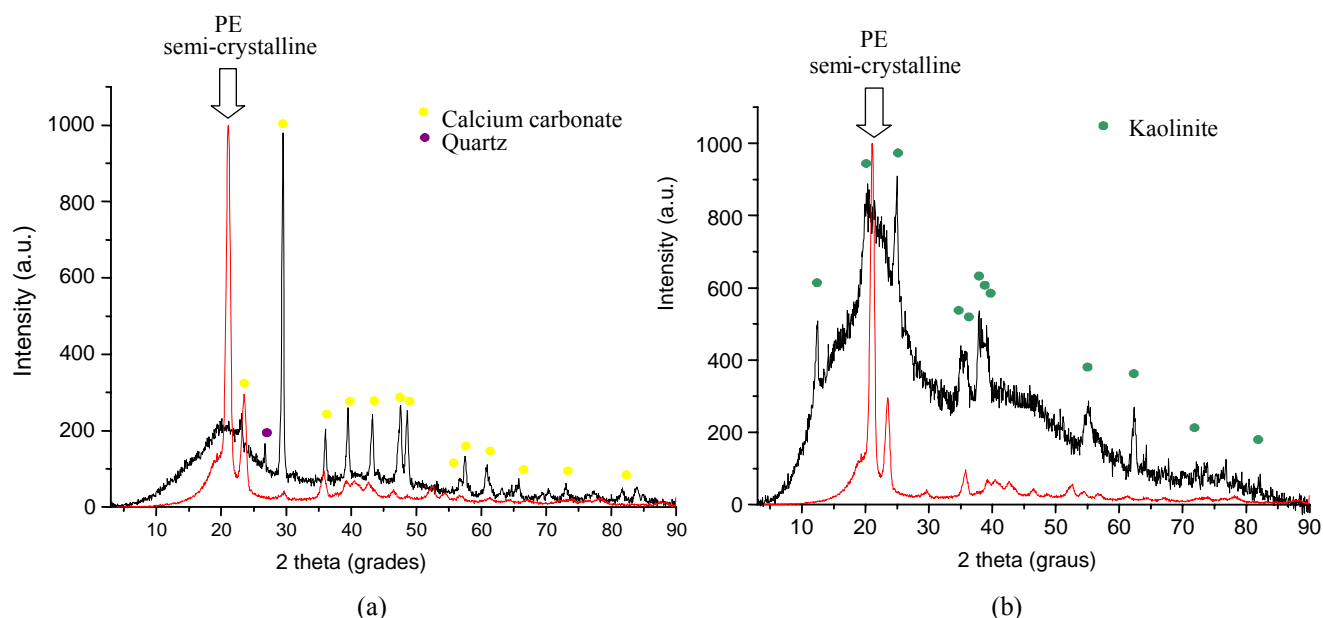 PE
semi-crystalline
Calcium carbonate
Quartz
1000
800
600
400
200
0
Intensity (a.u.)
10 20 30 40 50 60 70 80 90
2 theta (grades)
(a)
PE
semi-crystalline
Kaolinite
1000
800
600
400
200
0
Intensity (a.u.)
10 20 30 40 50 60 70 80 90
2 theta (graus)
(b)